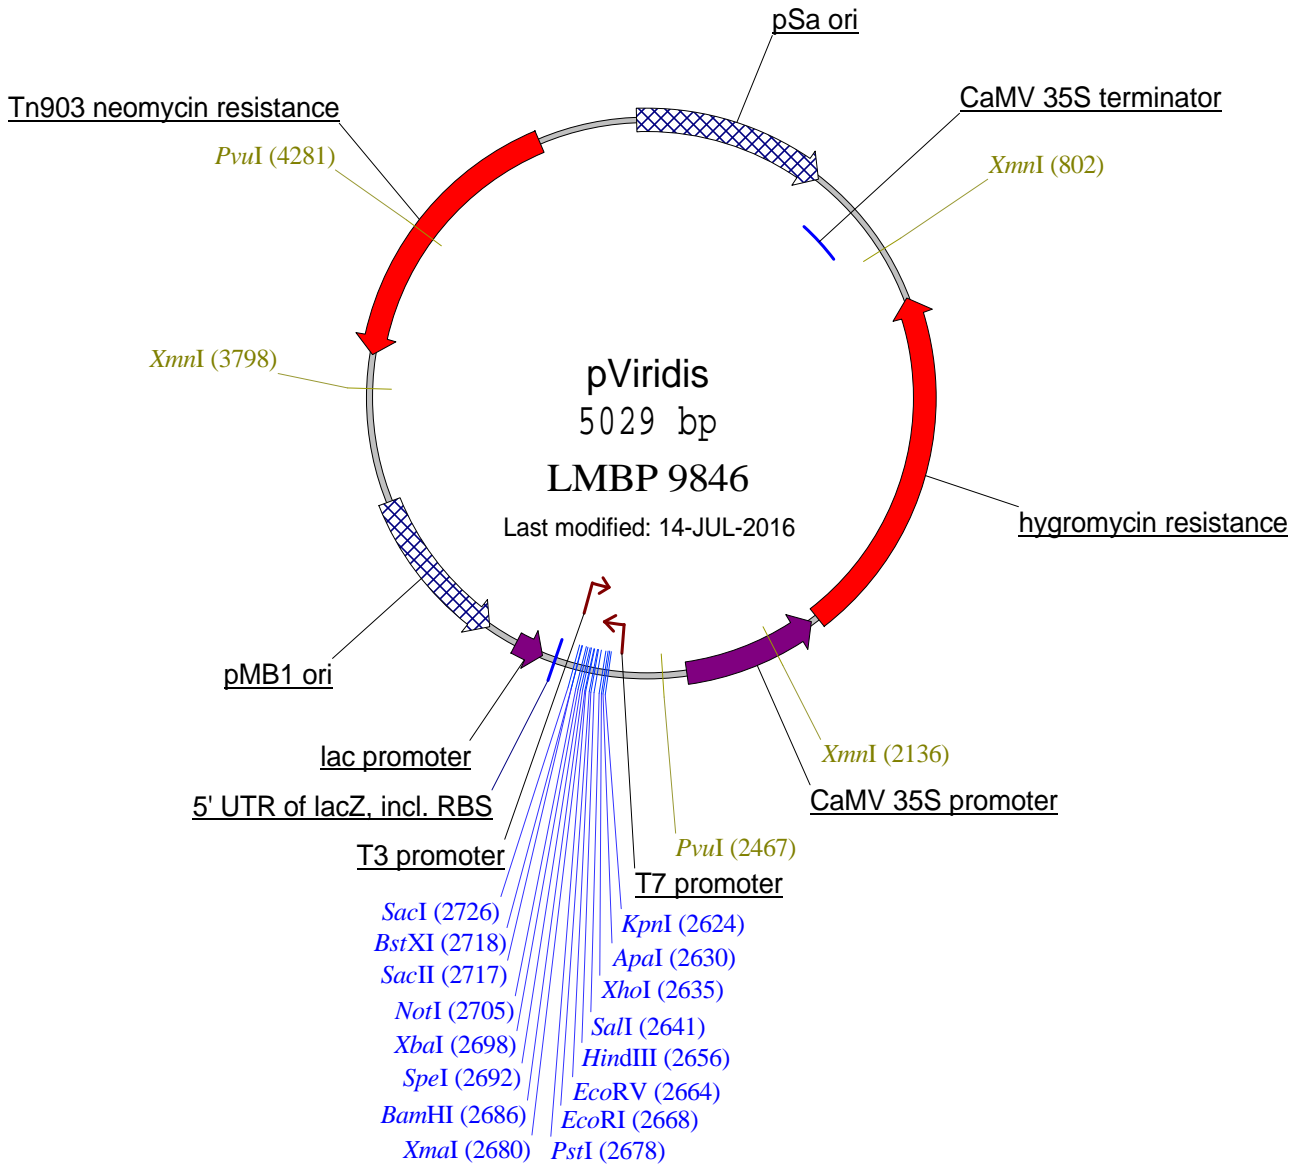 pSa ori
CaMV 35S terminator
Tn903 neomycin resistance
PvuI (4281)
XmnI (802)
XmnI (3798)
pViridis
5029 bp
LMBP 9846
Last modified: 14-JUL-2016
hygromycin resistance
pMB1 ori
lac promoter
XmnI (2136)
5' UTR of lacZ, incl. RBS
CaMV 35S promoter
T3 promoter
PvuI (2467)
T7 promoter
SacI (2726)
KpnI (2624)
BstXI (2718)
ApaI (2630)
SacII (2717)
XhoI (2635)
NotI (2705)
SalI (2641)
XbaI (2698)
HindIII (2656)
SpeI (2692)
EcoRV (2664)
BamHI (2686)
EcoRI (2668)
XmaI (2680)
PstI (2678)